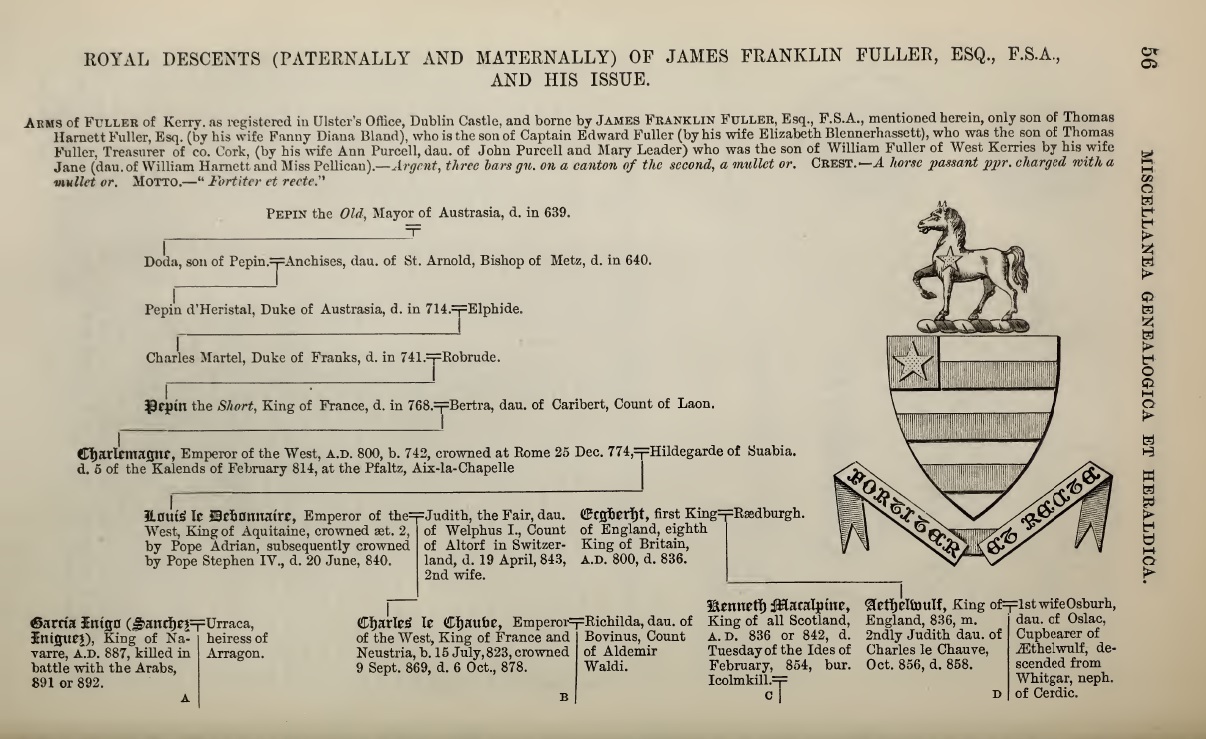 56
MISCELLANEA GENEALOGICA ET HERALDICA.
ROYAL DESCENTS (PATERNALLY AND MATERNALLY) OF JAMES FRANKLIN FULLER, ESQ., F.S.A.,
AND HIS ISSUE.
ARMS of FULLER of Kerry. as registered in Ulster's Office, Dublin Castle, and borne by JAMES FRANKLIN FULLER, Esq., F.S.A., mentioned herein, only son of Thomas
Harnett Fuller, Esq. (by his wife Fanny Diana Bland), who is the son of Captain Edward Fuller (by his wife Elizabeth Blennerhassett), who was the son of Thomas
Fuller, Treasurer of co. Cork, (by his wife Ann Purcell, dau. of John Purcell and Mary Leader) who was the son of William Fuller of West Kerries by his wife
Jane (dau. of William Harnett and Miss Pellican).—Argent, three bars gu. on a canton of the second, a mullet or. CREST.—A horse passant ppr. charged with a
mullet or. MOTTO.—“ Fortiter et recte.”
PEPIN the Old, Mayor of Austrasia, d. in 639.
Doda, son of Pepin.
Anchises, dau. of St. Arnold, Bishop of Metz, d. in 640.
Pepin d'Heristal, Duke of Austrasia, d. in 714.
Elphide.
Charles Martel, Duke of Franks, d. in 741.
Robrude.
Pepin the Short, King of France, d. in 768.
Bertra, dau. of Caribert, Count of Laon.
Charlemagne, Emperor of the West, A.D. 800, b. 742, crowned at Rome 25 Dec. 774,
d. 5 of the Kalends of February 814, at the Pfaltz, Aix-la-Chapelle
Hildegarde of Suabia.
Louis le Debonnaire, Emperor of the
West, King of Aquitaine, crowned æt. 2,
by Pope Adrian, subsequently crowned
by Pope Stephen IV., d. 20 June, 840.
Judith, the Fair, dau.
of Welphus I., Count
of Altorf in Switzer-
land, d. 19 April, 843,
2nd wife.
Ecgberht, first King
of England, eighth
King of Britain,
A.D. 800, d. 836.
Rædburgh.
FORTITER ET RECTE
Garcia Inigo (Sanchez
Iniguez), King of Na-
varre, A.D. 887, killed in
battle with the Arabs,
891 or 892.
A
Urraca,
heiress of
Arragon.
Charles le Chaube, Emperor
of the West, King of France and
Neustria, b. 15 July, 823, crowned
9 Sept. 869, d. 6 Oct., 878.
B
Richilda, dau. of
Bovinus, Count
of Aldemir
Waldi.
Kenneth Macalpine,
King of all Scotland,
A.D. 836 or 842, d.
Tuesday of the Ides of
February, 854, bur.
Icolmkill.
C
Aethelwulf, King of
England, 836, m.
2ndly Judith dau. of
Charles le Chauve,
Oct. 856, d. 858.
D
1st wife Osburh,
dau. of Oslac,
Cupbearer of
Æthelwulf, de-
scended from
Whitgar, neph.
of Cerdic.